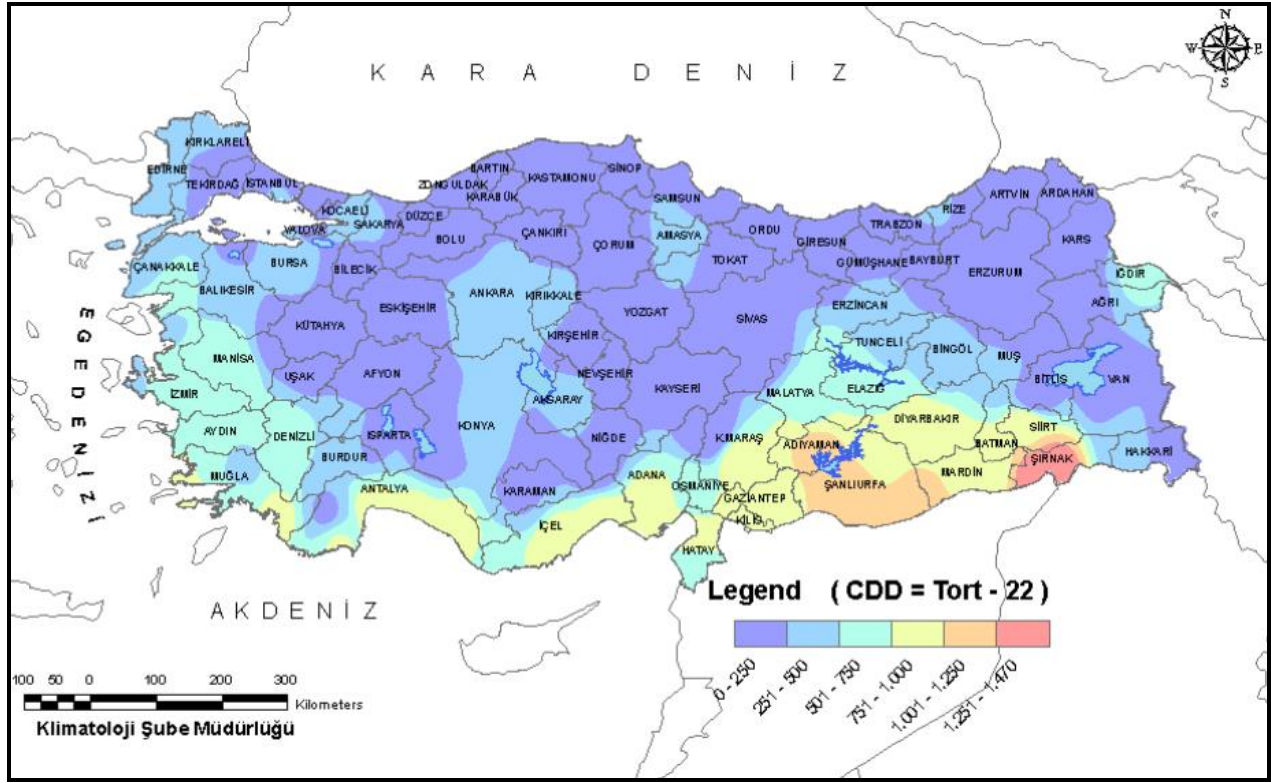 N
W E
S
K A R A D E N İ Z
KIRKLARELİ
EDİRNE
TEKİRDAĞ İSTANBUL
KOCAELİ
YALOVA
SAKARYA
DÜZCE
ZONGULDAK
BARTIN
KARABÜK
KASTAMONU
SİNOP
SAMSUN
AMASYA
ORDU
GİRESUN
TRABZON
RİZE
ARTVİN
ARDAHAN
KARS
IĞDIR
AĞRI
ERZURUM
BAYBURT
GÜMÜŞHANE
TOKAT
ÇORUM
ÇANKIRI
BOLU
BİLECİK
BURSA
ÇANAKKALE
BALIKESİR
KÜTAHYA
ESKİŞEHİR
ANKARA
KIRIKKALE
KIRŞEHİR
YOZGAT
SİVAS
ERZİNCAN
TUNCELİ
BİNGÖL
MUŞ
BİTLİS
VAN
HAKKARİ
ŞIRNAK
SİİRT
BATMAN
MARDİN
DİYARBAKIR
ELAZIĞ
MALATYA
ADIYAMAN
ŞANLIURFA
GAZİANTEP
KİLİS
K.MARAŞ
OSMANİYE
HATAY
ADANA
KAYSERİ
NEVŞEHİR
NİĞDE
AKSARAY
KONYA
KARAMAN
İÇEL
ANTALYA
ISPARTA
BURDUR
AFYON
UŞAK
MANİSA
İZMİR
AYDIN
DENİZLİ
MUĞLA
E G E D E N İ Z İ
A K D E N İ Z
Legend ( CDD = Tort - 22 )
0 - 250
251 - 500
501 - 750
751 - 1.000
1.001 - 1.250
1.251 - 1.470
100 50 0 100 200 300
Kilometers
Klimatoloji Şube Müdürlüğü